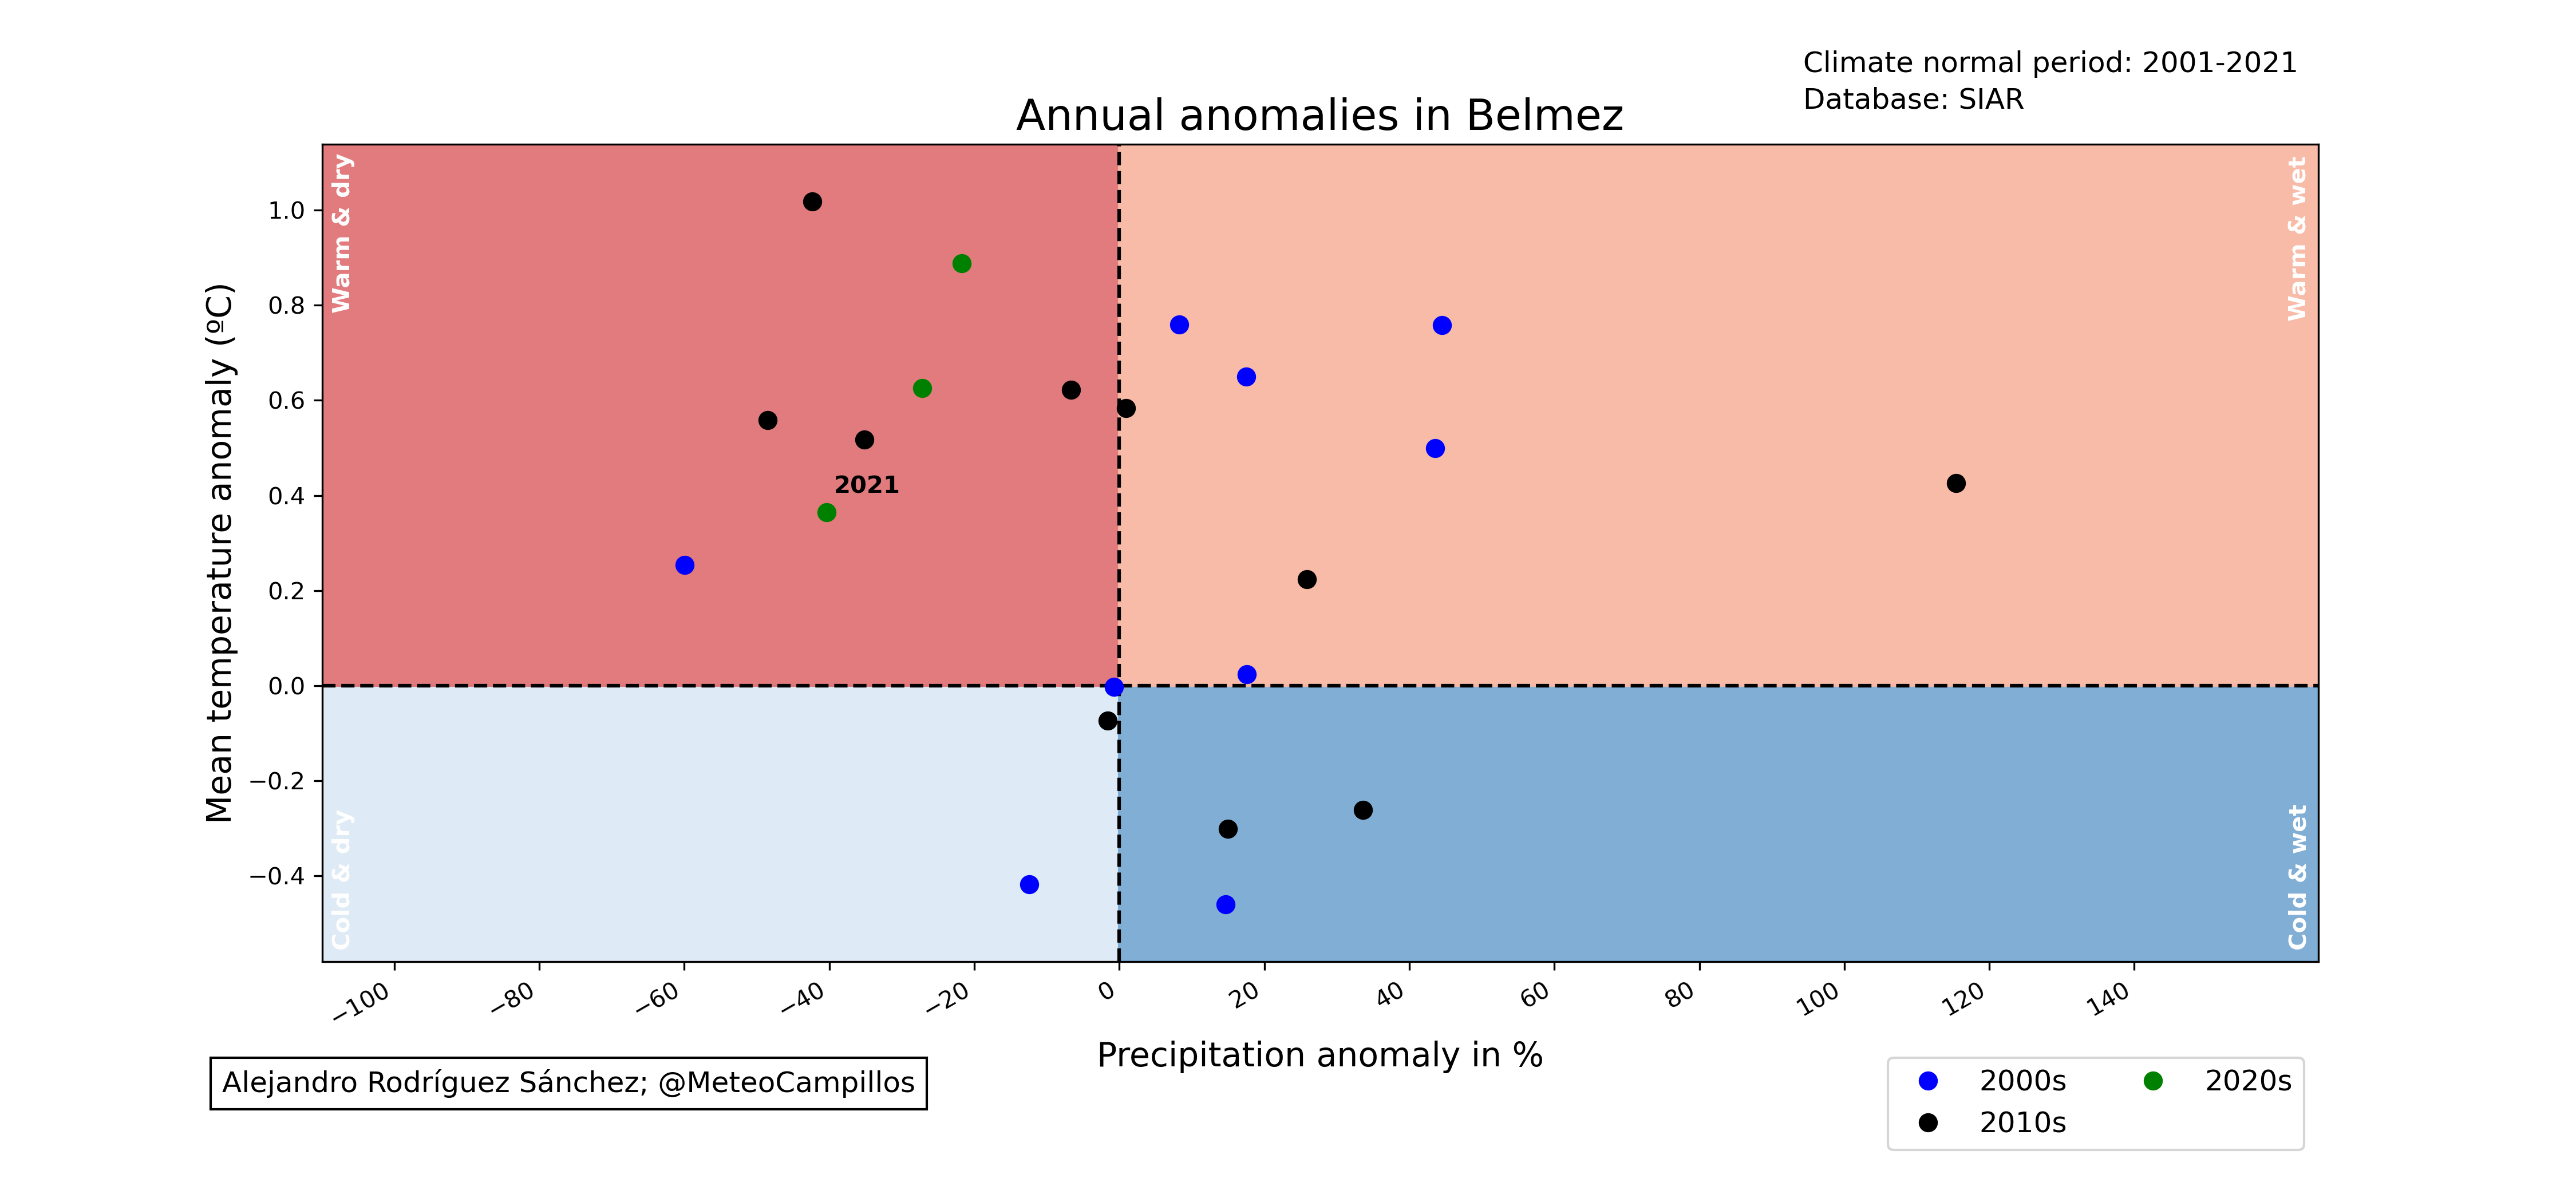 Climate normal period: 2001-2021
Database: SIAR
Annual anomalies in Belmez
Warm & dry
Warm & wet
Mean temperature anomaly (ºC)
1.0
0.8
0.6
0.4
0.2
0.0
−0.2
−0.4
2021
Cold & dry
Cold & wet
−100
−80
−60
−40
−20
0
20
40
60
80
100
120
140
Precipitation anomaly in %
Alejandro Rodríguez Sánchez; @MeteoCampillos
2000s
2010s
2020s